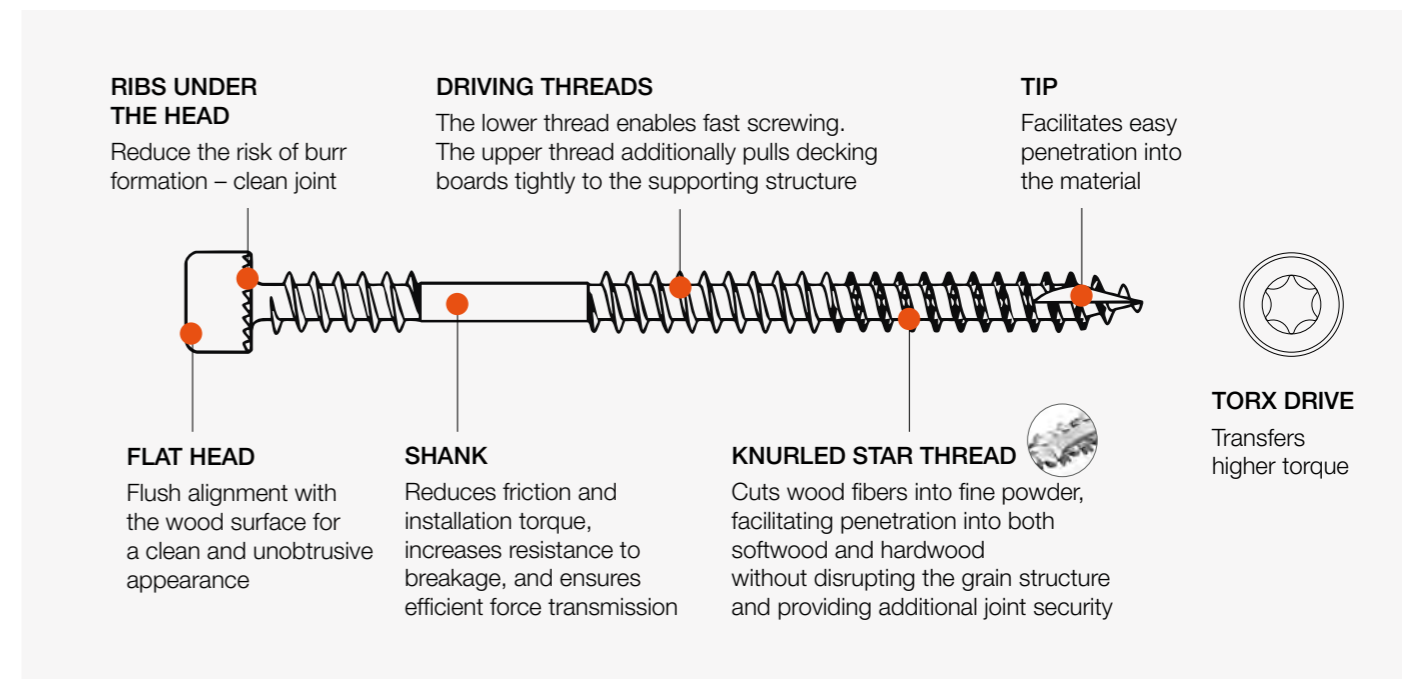 RIBS UNDER
THE HEAD
Reduce the risk of burr
formation – clean joint
DRIVING THREADS
The lower thread enables fast screwing.
The upper thread additionally pulls decking
boards tightly to the supporting structure
TIP
Facilitates easy
penetration into
the material
FLAT HEAD
Flush alignment with
the wood surface for
a clean and unobtrusive
appearance
SHANK
Reduces friction and
installation torque,
increases resistance to
breakage, and ensures
efficient force transmission
KNURLED STAR THREAD
Cuts wood fibers into fine powder,
facilitating penetration into both
softwood and hardwood
without disrupting the grain structure
and providing additional joint security
TORX DRIVE
Transfers
higher torque